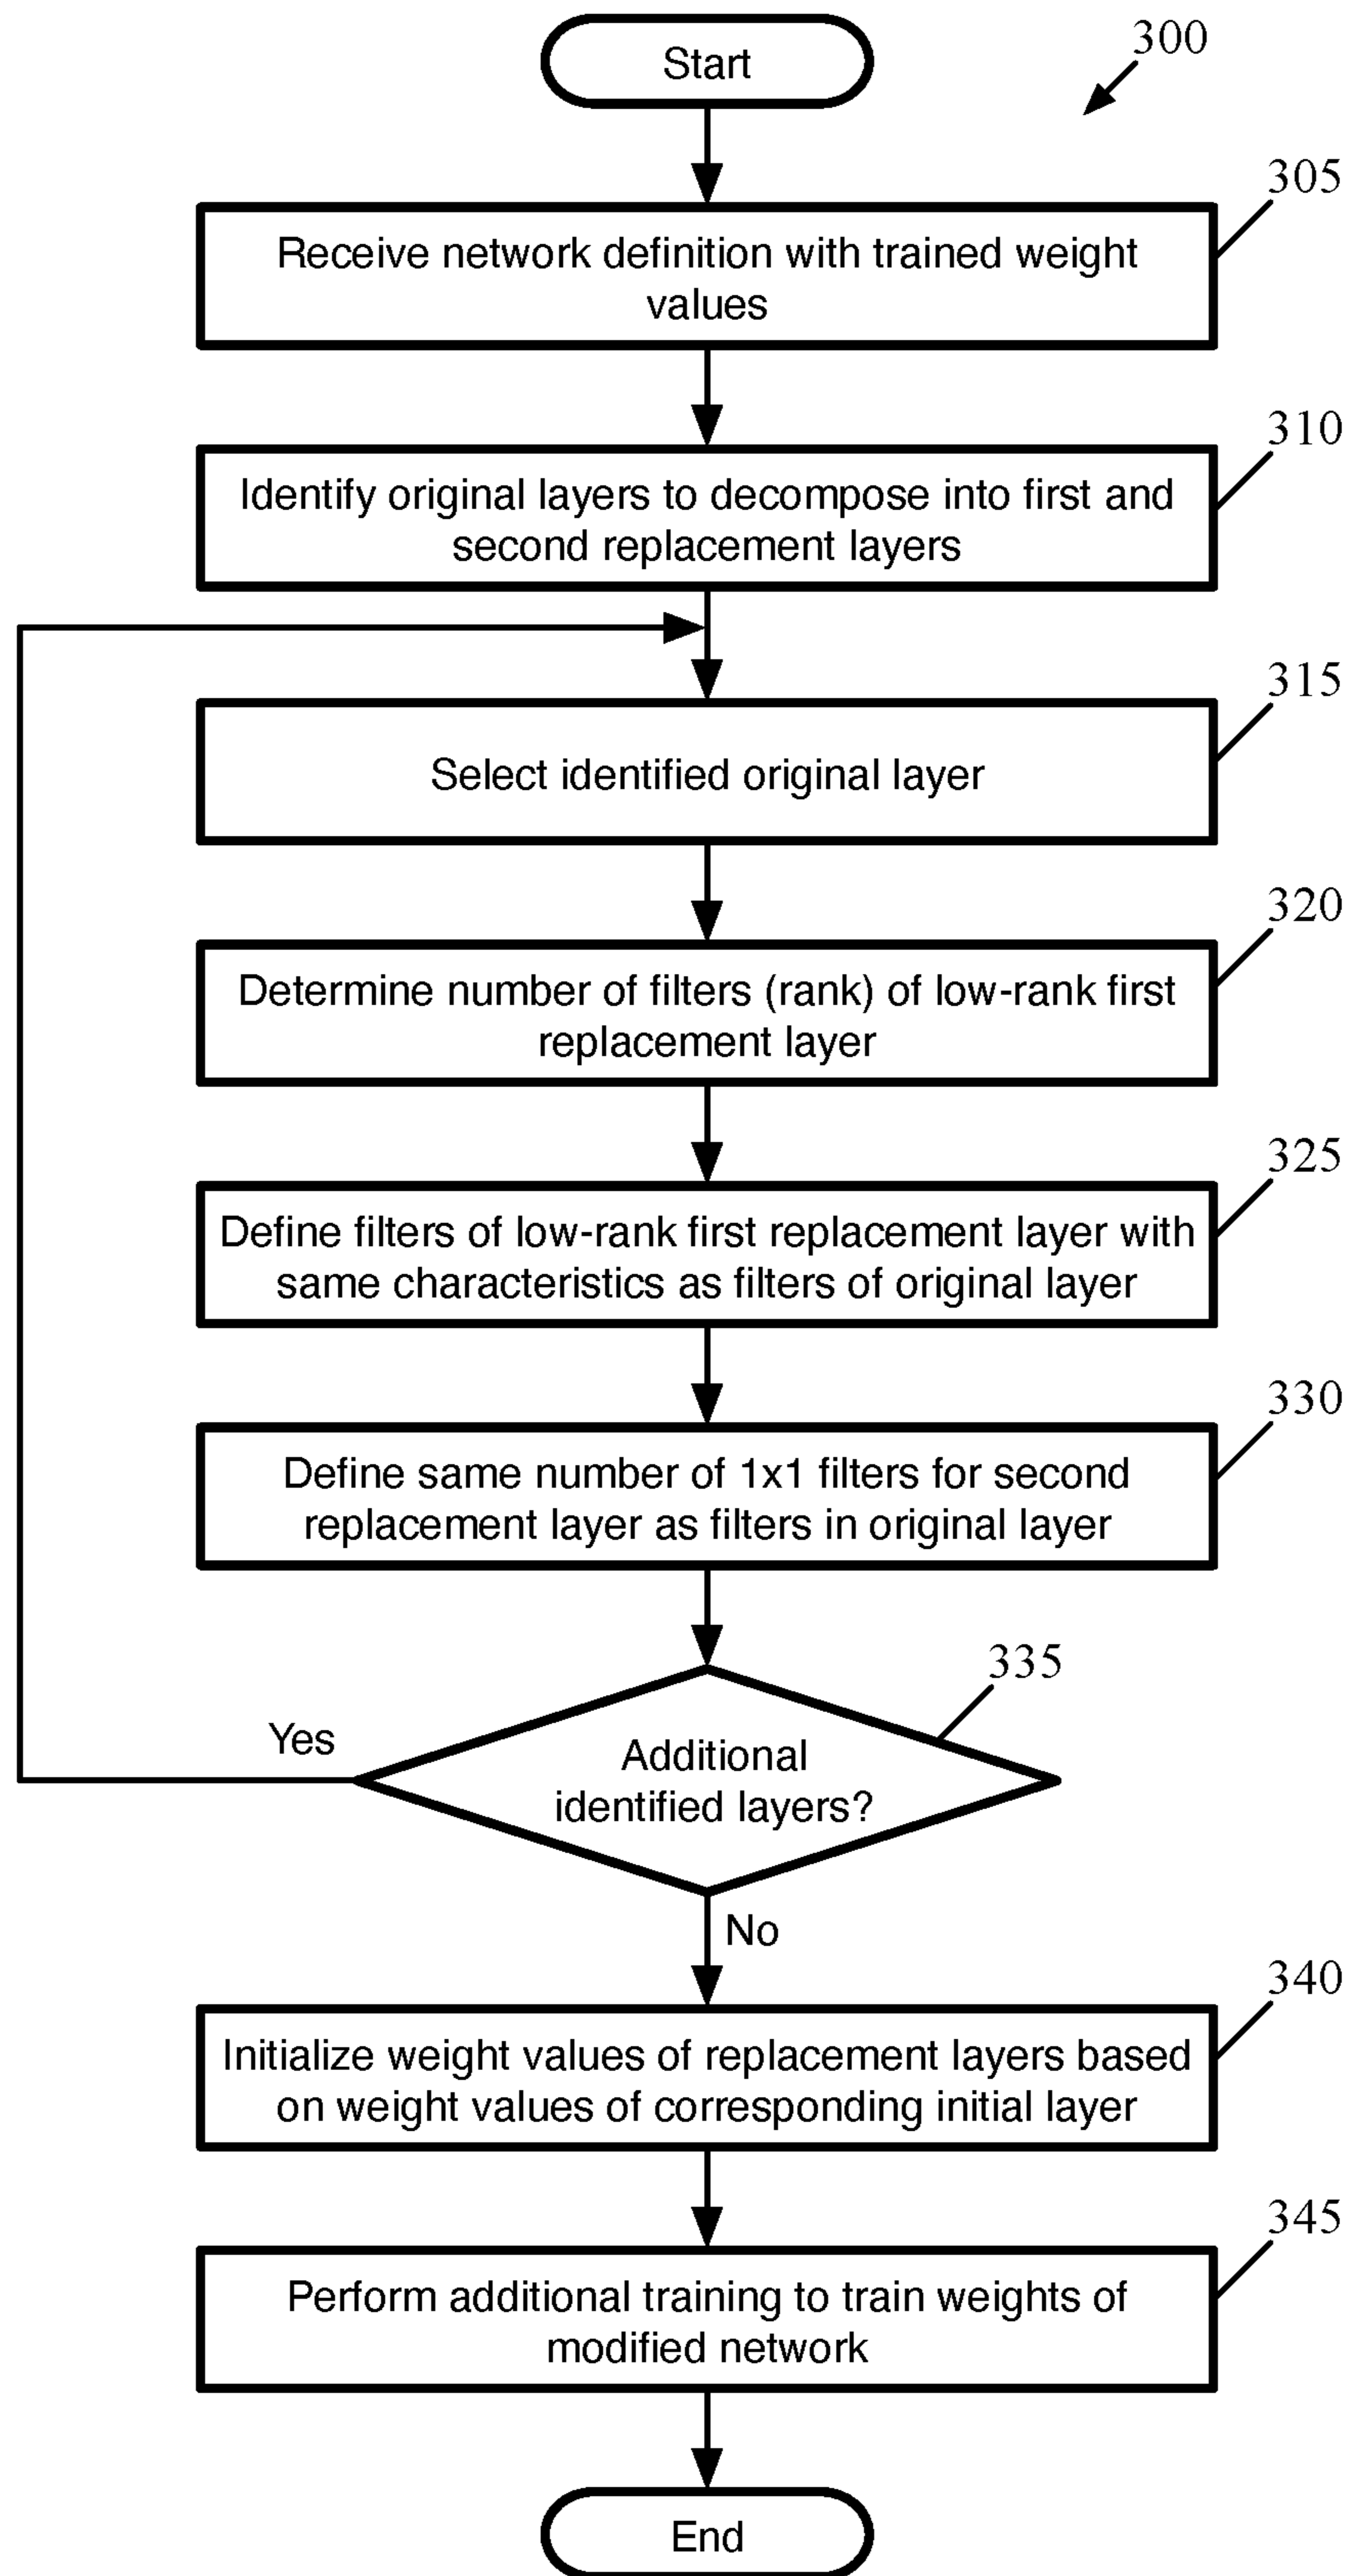 Start
300
305
Receive network definition with trained weight
values
310
Identify original layers to decompose into first and
second replacement layers
315
Select identified original layer
320
Determine number of filters (rank) of low-rank first
replacement layer
325
Define filters of low-rank first replacement layer with
same characteristics as filters of original layer
330
Define same number of 1x1 filters for second
replacement layer as filters in original layer
335
Yes
Additional
identified layers?
No
340
Initialize weight values of replacement layers based
on weight values of corresponding initial layer
345
Perform additional training to train weights of
modified network
End